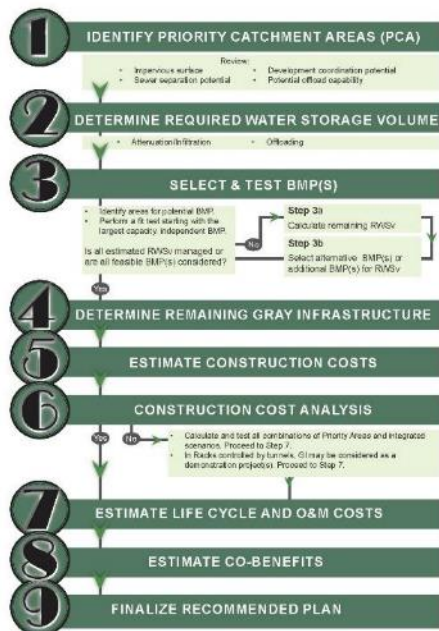 1
IDENTIFY PRIORITY CATCHMENT AREAS (PCA)
Review:
• Impervious surface
• Sewer separation potential
• Development coordination potential
• Potential offload capability
2
DETERMINE REQUIRED WATER STORAGE VOLUME
• Attenuation/Infiltration
• Offloading
3
SELECT & TEST BMP(S)
• Identify areas for potential BMP.
• Perform a fit test starting with the
largest capacity, independent BMP.
Is all estimated RWSv managed or
are all feasible BMP(s) considered?
No
Step 3a
Calculate remaining RWSv
Step 3b
Select alternative BMP(s) or
additional BMP(s) for RWSv
Yes
4
DETERMINE REMAINING GRAY INFRASTRUCTURE
5
ESTIMATE CONSTRUCTION COSTS
6
CONSTRUCTION COST ANALYSIS
Yes
No
• Calculate and test all combinations of Priority Areas and integrated
scenarios. Proceed to Step 7.
• In Racks controlled by tunnels, GI may be considered as a
demonstration project(s). Proceed to Step 7.
7
ESTIMATE LIFE CYCLE AND O&M COSTS
8
ESTIMATE CO-BENEFITS
9
FINALIZE RECOMMENDED PLAN